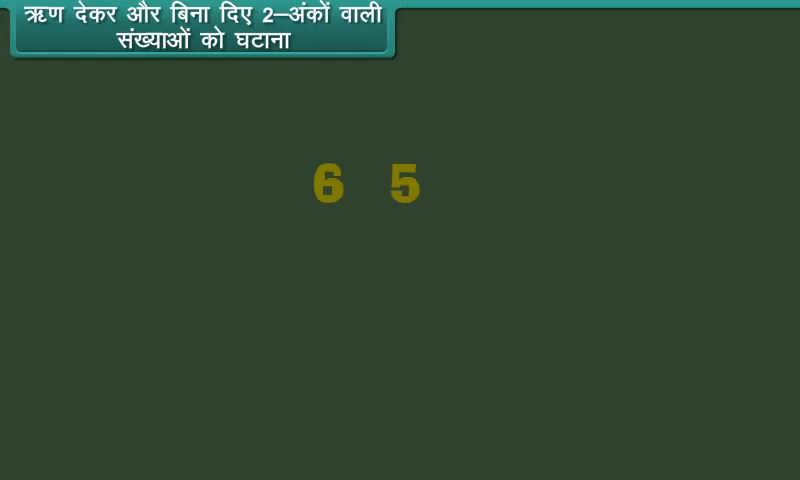 ऋण देकर और बिना दिए 2–अंकों वाली
संख्याओं को घटाना
6 5